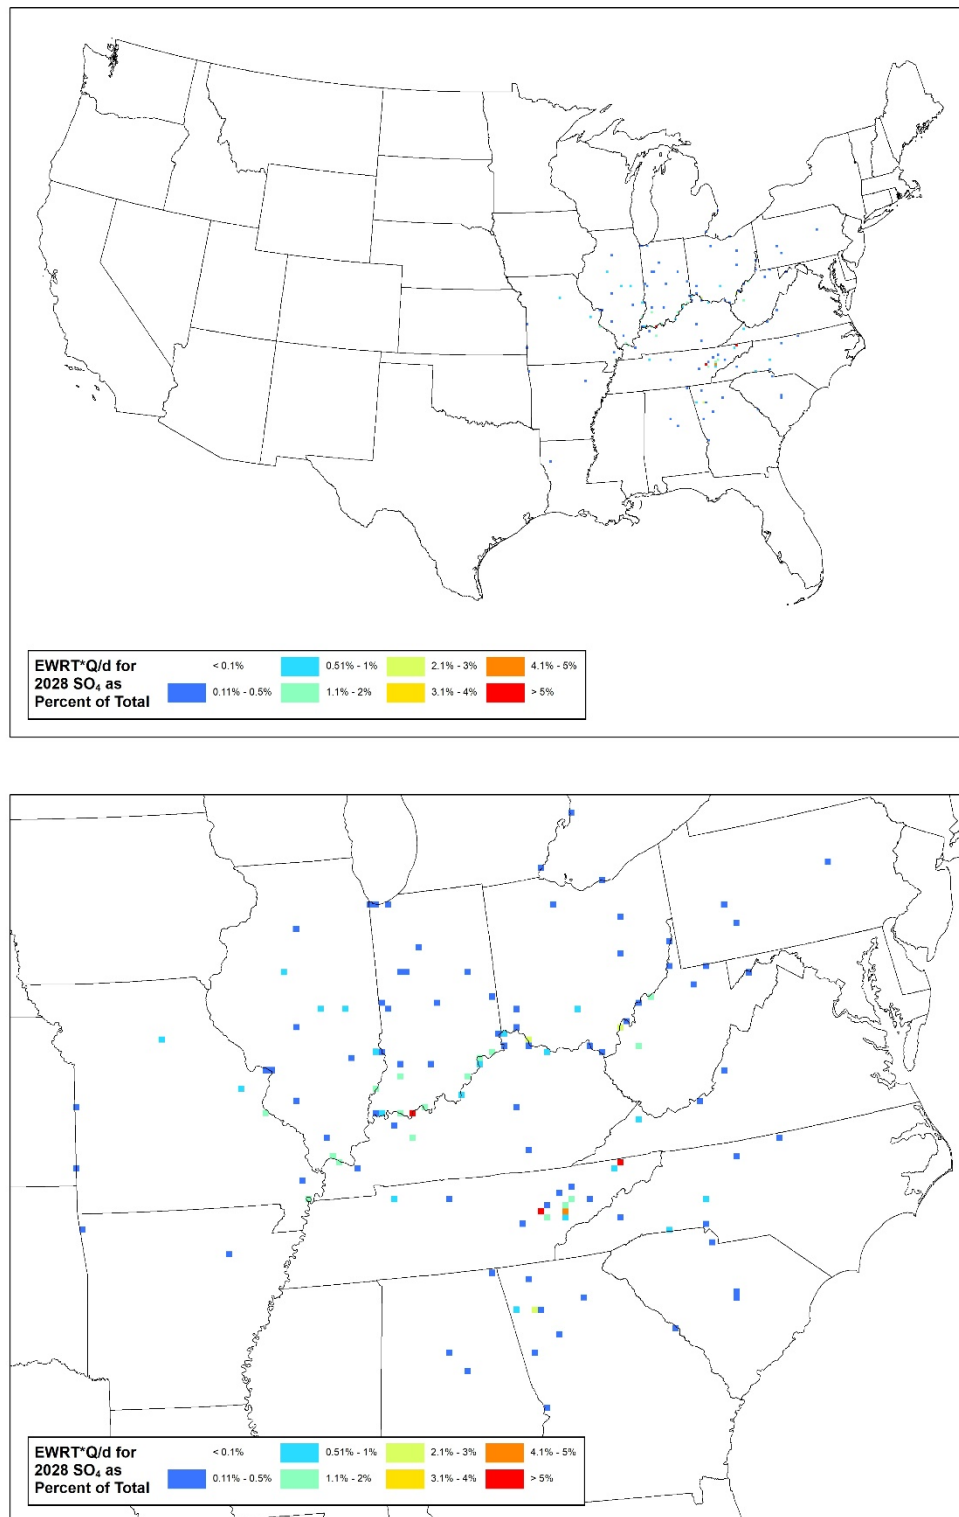 EWRT*Q/d for
2028 SO₄ as
Percent of Total
< 0.1%
0.51% - 1%
2.1% - 3%
4.1% - 5%
0.11% - 0.5%
1.1% - 2%
3.1% - 4%
> 5%
EWRT*Q/d for
2028 SO₄ as
Percent of Total
< 0.1%
0.51% - 1%
2.1% - 3%
4.1% - 5%
0.11% - 0.5%
1.1% - 2%
3.1% - 4%
> 5%